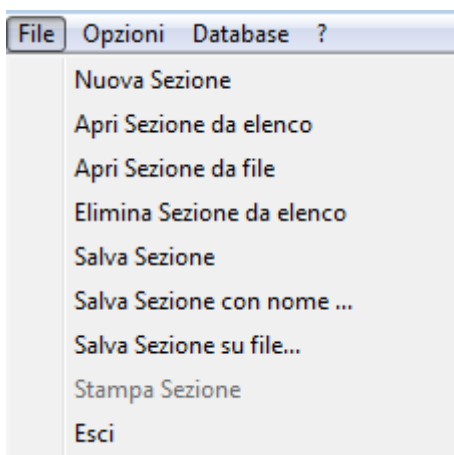 File Opzioni Database ?
Nuova Sezione
Apri Sezione da elenco
Apri Sezione da file
Elimina Sezione da elenco
Salva Sezione
Salva Sezione con nome ...
Salva Sezione su file...
Stampa Sezione
Esci